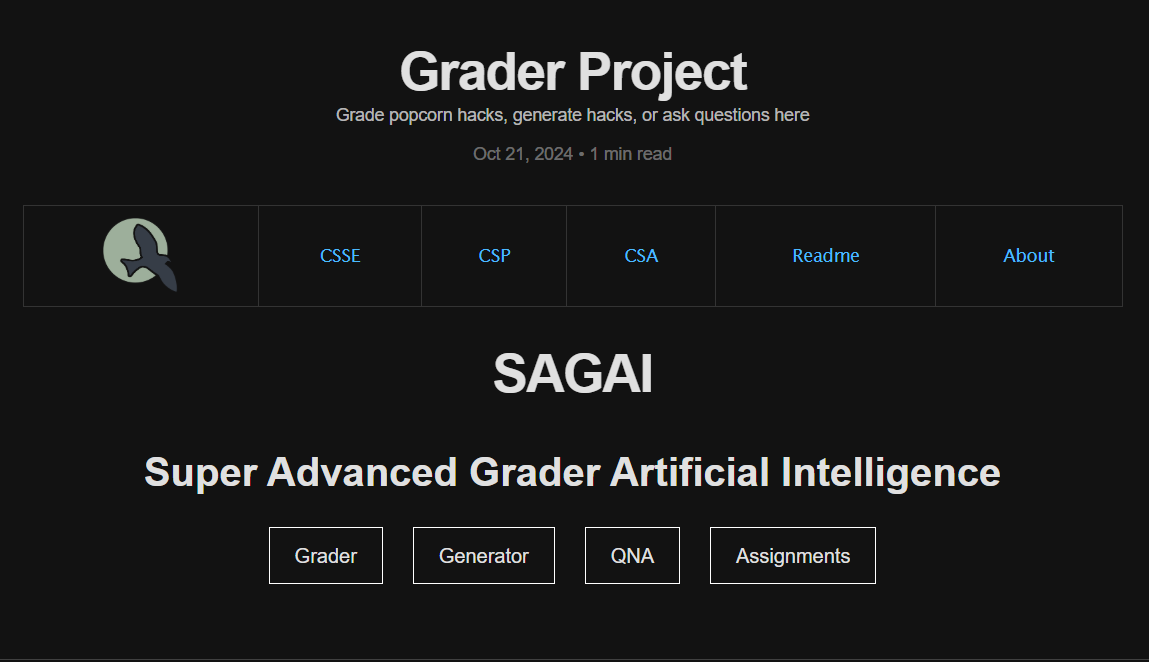 Grader Project
Grade popcorn hacks, generate hacks, or ask questions here
Oct 21, 2024 • 1 min read
CSSE CSP CSA Readme About
SAGAI
Super Advanced Grader Artificial Intelligence
Grader Generator QNA Assignments